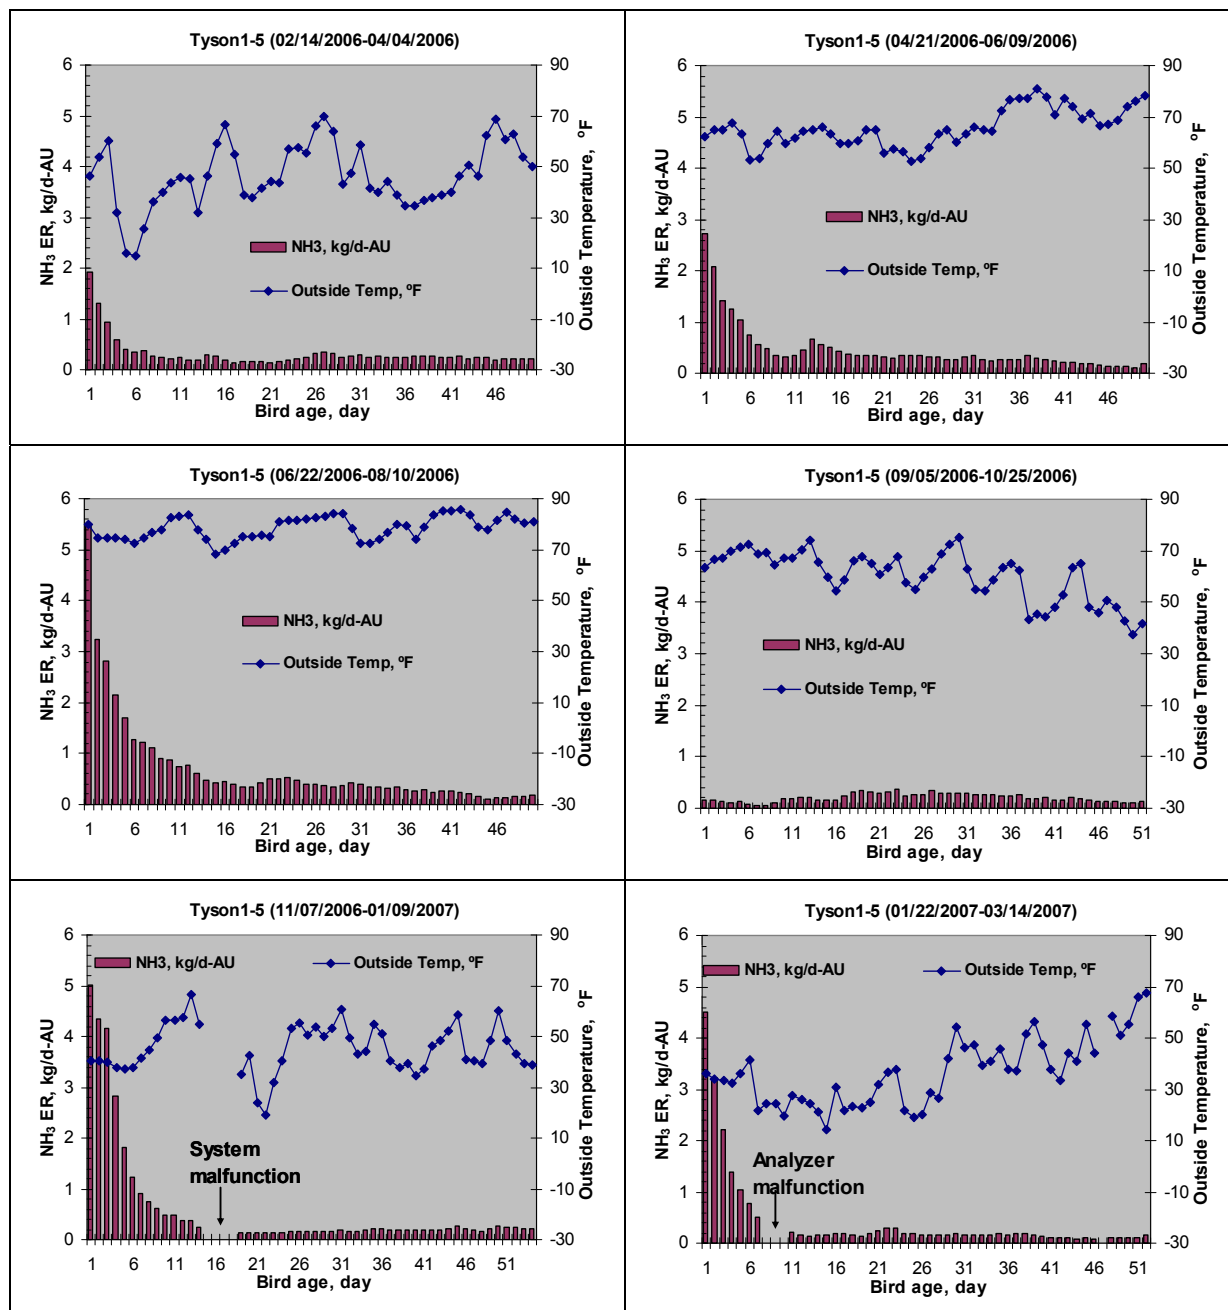 Tyson1-5 (02/14/2006-04/04/2006)
NH₃ ER, kg/d-AU
6
5
4
3
2
1
0
NH3, kg/d-AU
Outside Temp, ºF
90
70
50
30
10
-10
-30
Outside Temperature, ºF
1 6 11 16 21 26 31 36 41 46
Bird age, day
Tyson1-5 (04/21/2006-06/09/2006)
NH₃ ER, kg/d-AU
6
5
4
3
2
1
0
NH3, kg/d-AU
Outside Temp, ºF
90
70
50
30
10
-10
-30
Outside Temperature, ºF
1 6 11 16 21 26 31 36 41 46
Bird age, day
Tyson1-5 (06/22/2006-08/10/2006)
NH₃ ER, kg/d-AU
6
5
4
3
2
1
0
NH3, kg/d-AU
Outside Temp, ºF
90
70
50
30
10
-10
-30
Outside Temperature, ºF
1 6 11 16 21 26 31 36 41 46
Bird age, day
Tyson1-5 (09/05/2006-10/25/2006)
NH₃ ER, kg/d-AU
6
5
4
3
2
1
0
NH3, kg/d-AU
Outside Temp, ºF
90
70
50
30
10
-10
-30
Outside Temperature, ºF
1 6 11 16 21 26 31 36 41 46 51
Bird age, day
Tyson1-5 (11/07/2006-01/09/2007)
NH₃ ER, kg/d-AU
6
5
4
3
2
1
0
NH3, kg/d-AU
Outside Temp, ºF
System
malfunction
90
70
50
30
10
-10
-30
Outside Temperature, ºF
1 6 11 16 21 26 31 36 41 46 51
Bird age, day
Tyson1-5 (01/22/2007-03/14/2007)
NH₃ ER, kg/d-AU
6
5
4
3
2
1
0
NH3, kg/d-AU
Outside Temp, ºF
Analyzer
malfunction
90
70
50
30
10
-10
-30
Outside Temperature, ºF
1 6 11 16 21 26 31 36 41 46 51
Bird age, day